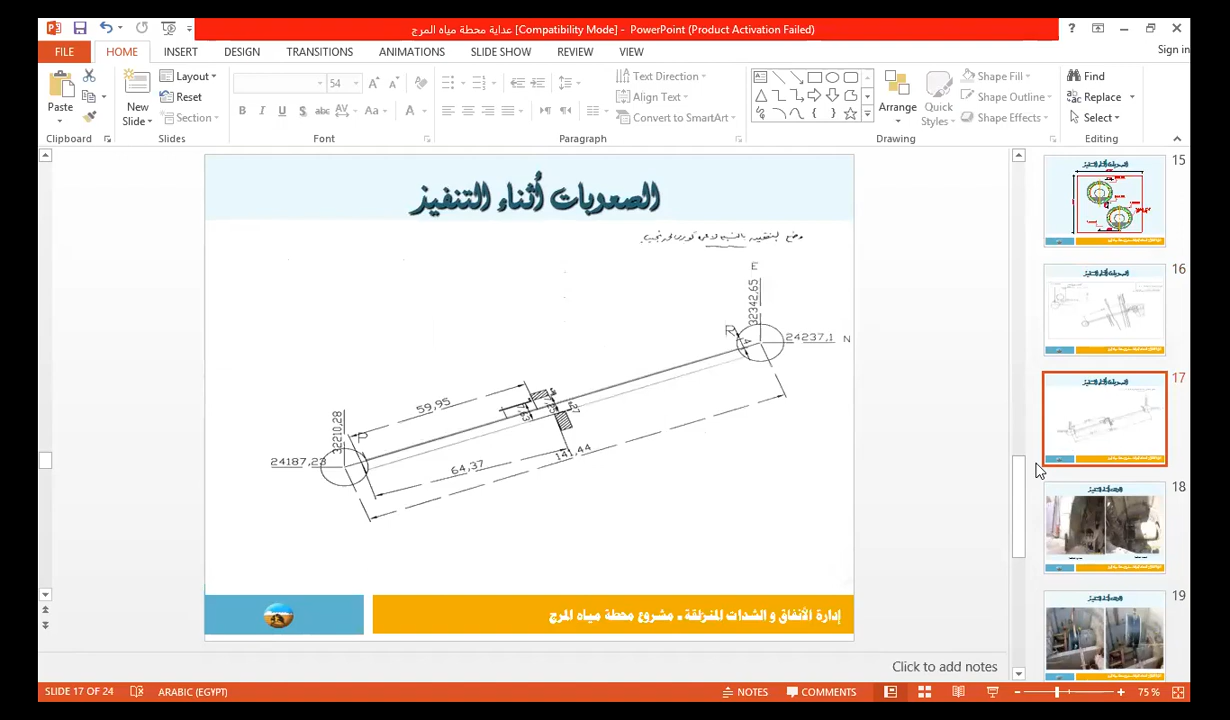 عداية محطة مياه المرج [Compatibility Mode] - PowerPoint (Product Activation Failed)
FILE HOME INSERT DESIGN TRANSITIONS ANIMATIONS SLIDE SHOW REVIEW VIEW Sign in
Paste
Clipboard
New Slide
Layout
Reset
Section
Slides
54
Font
Paragraph
Text Direction
Align Text
Convert to SmartArt
Arrange
Quick Styles
Shape Fill
Shape Outline
Shape Effects
Drawing
Find
Replace
Select
Editing
الصعوبات أثناء التنفيذ
E
32342,65
24237,1 N
R
4
59,95
32210,28
P
24187,23
64,37
141,44
إدارة الأنفاق و الشدات المنزلقة - مشروع محطة مياه المرج
15
16
17
18
19
Click to add notes
SLIDE 17 OF 24 ARABIC (EGYPT) NOTES COMMENTS 75 %